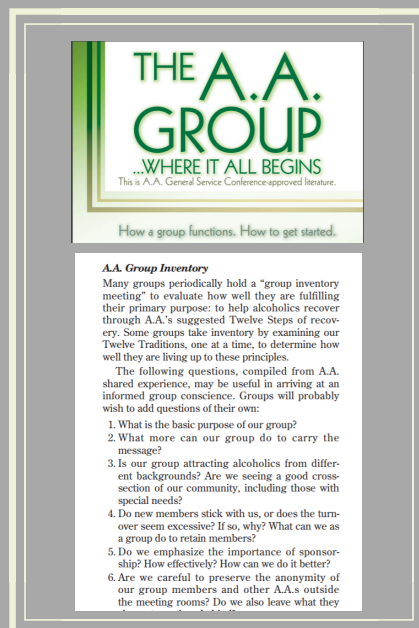 THE A.A.
GROUP
...WHERE IT ALL BEGINS
This is A.A. General Service Conference-approved literature.
How a group functions. How to get started.
A.A. Group Inventory
Many groups periodically hold a “group inventory
meeting” to evaluate how well they are fulfilling
their primary purpose: to help alcoholics recover
through A.A.’s suggested Twelve Steps of recov-
ery. Some groups take inventory by examining our
Twelve Traditions, one at a time, to determine how
well they are living up to these principles.
The following questions, compiled from A.A.
shared experience, may be useful in arriving at an
informed group conscience. Groups will probably
wish to add questions of their own:
1. What is the basic purpose of our group?
2. What more can our group do to carry the
message?
3. Is our group attracting alcoholics from differ-
ent backgrounds? Are we seeing a good cross-
section of our community, including those with
special needs?
4. Do new members stick with us, or does the turn-
over seem excessive? If so, why? What can we as
a group do to retain members?
5. Do we emphasize the importance of sponsor-
ship? How effectively? How can we do it better?
6. Are we careful to preserve the anonymity of
our group members and other A.A.s outside
the meeting rooms? Do we also leave what they